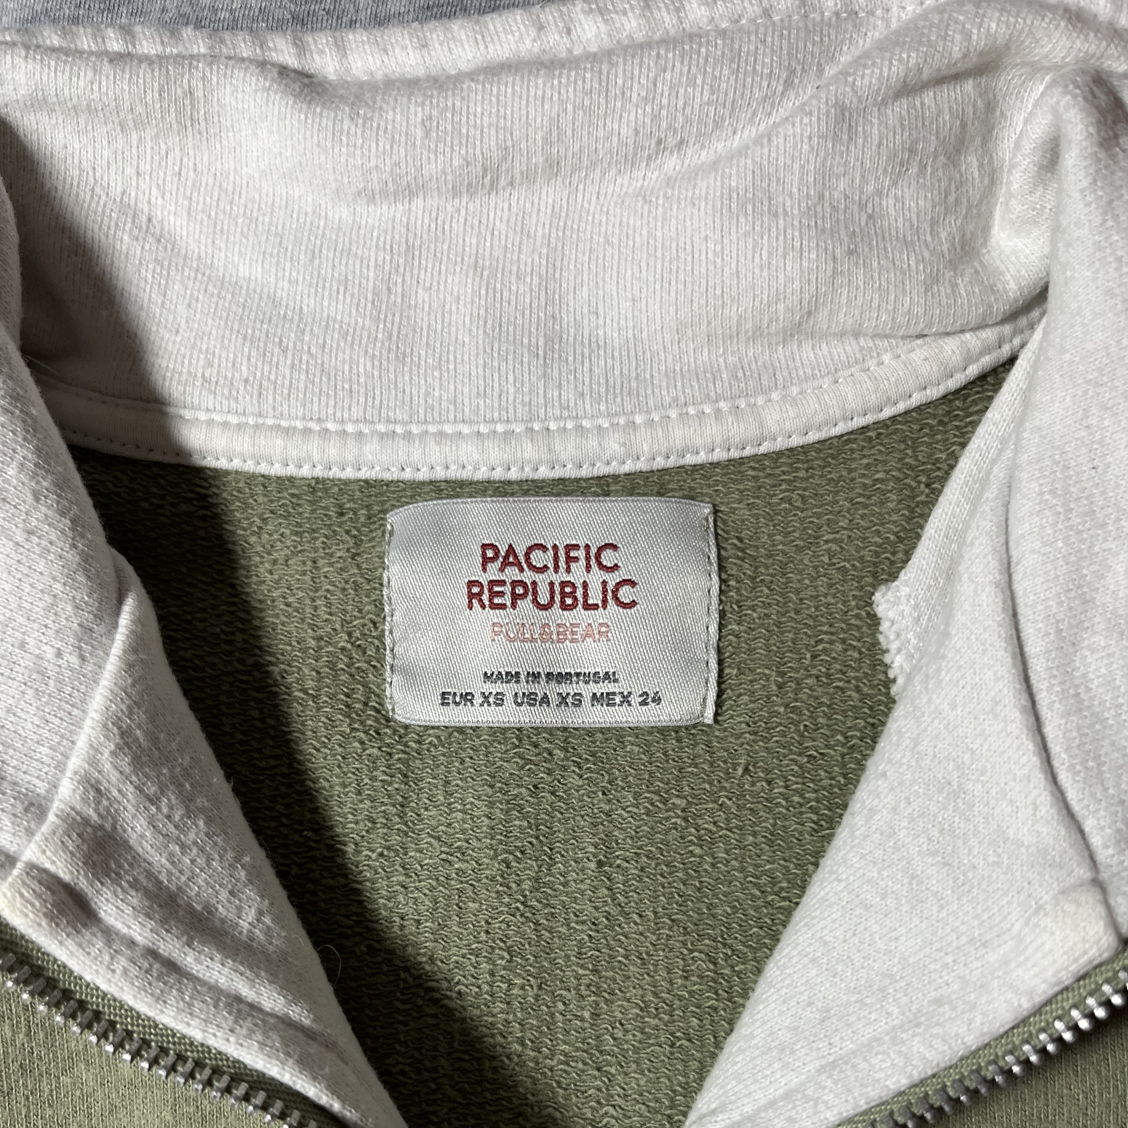 PACIFIC
REPUBLIC
PULL&BEAR
MADE IN PORTUGAL
EUR XS USA XS MEX 24